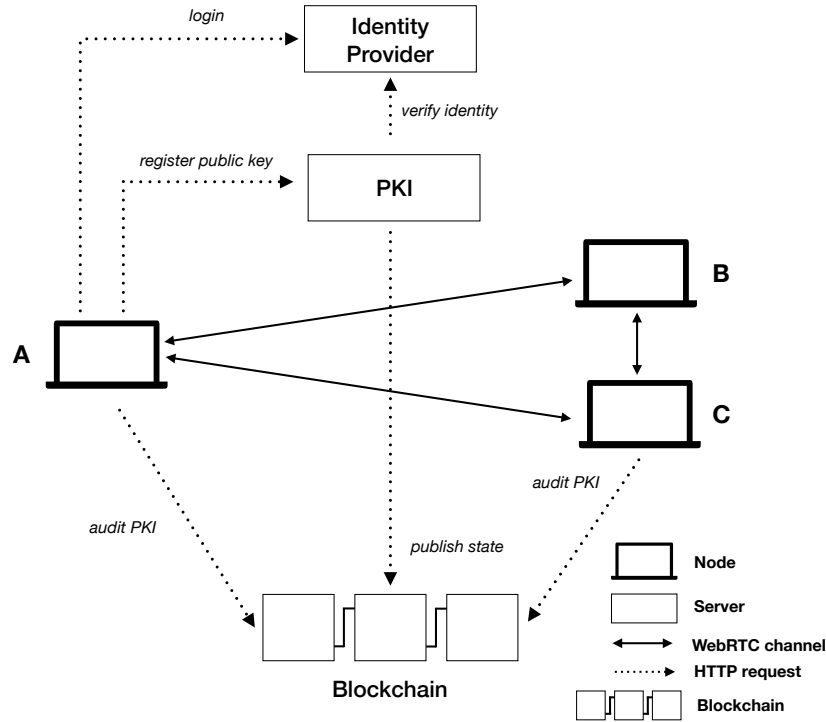 login
Identity
Provider
verify identity
register public key
PKI
B
A
C
audit PKI
audit PKI
publish state
Node
Server
WebRTC channel
HTTP request
Blockchain
Blockchain